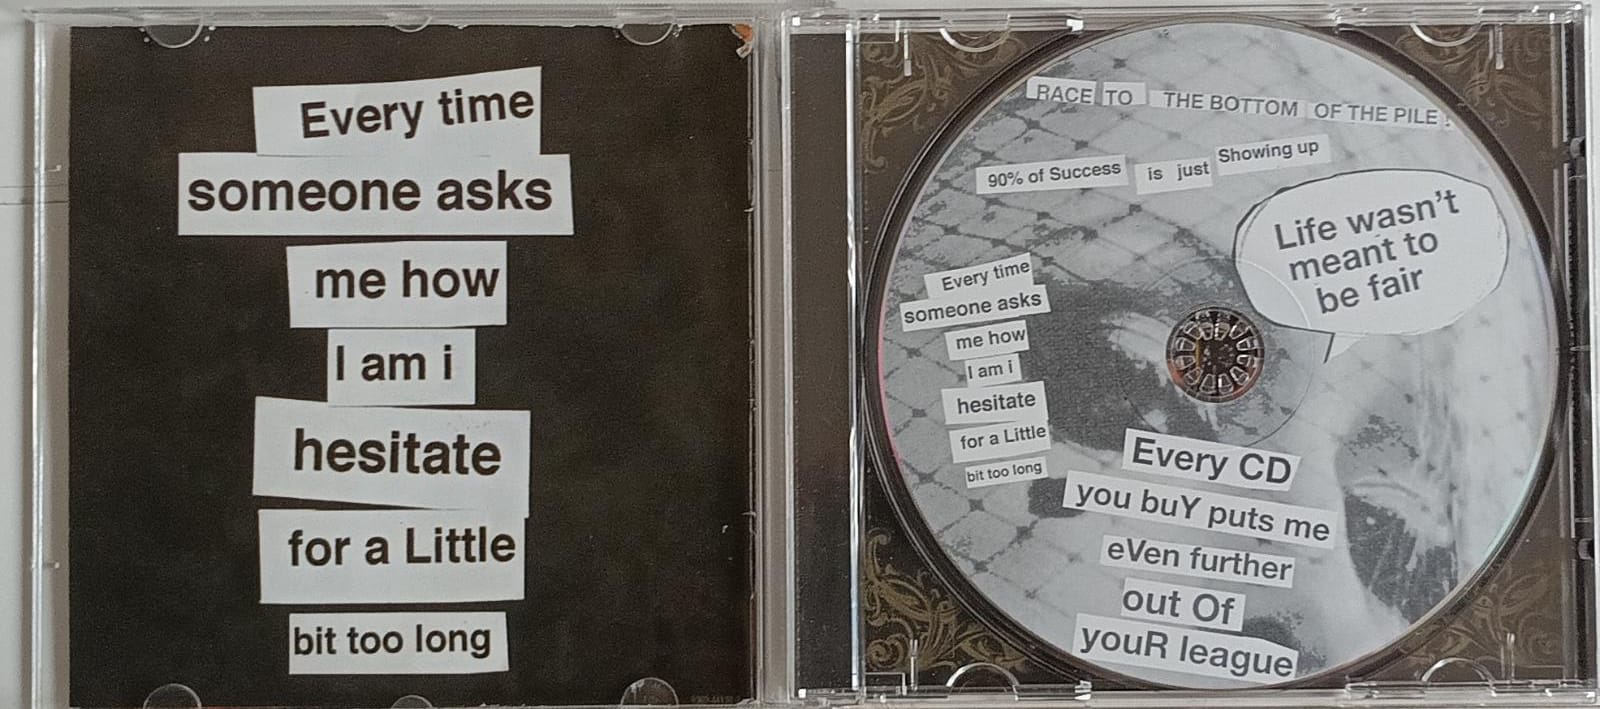 Every time
someone asks
me how
I am i
hesitate
for a Little
bit too long
RACE TO THE BOTTOM OF THE PILE!
90% of Success is just Showing up
Life wasn't
meant to
be fair
Every time
someone asks
me how
I am i
hesitate
for a Little
bit too long
Every CD
you buY puts me
eVen further
out Of
youR league